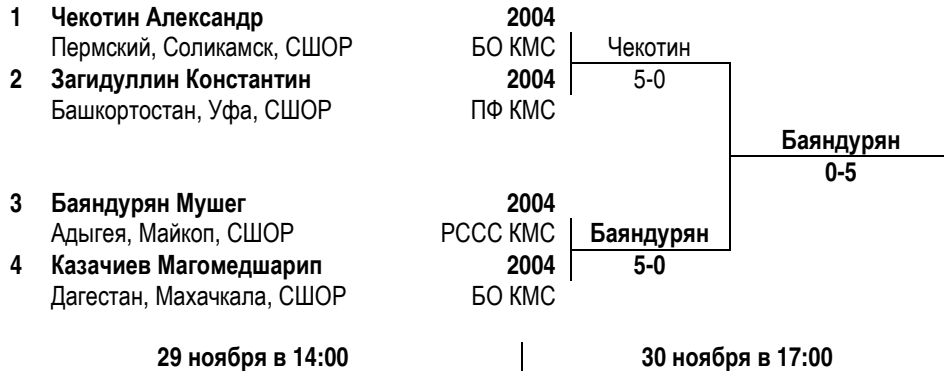 1 Чекотин Александр 2004
Пермский, Соликамск, СШОР БО КМС Чекотин
2 Загидуллин Константин 2004 5-0
Башкортостан, Уфа, СШОР ПФ КМС
Баяндурян
0-5
3 Баяндурян Мушег 2004
Адыгея, Майкоп, СШОР РССС КМС Баяндурян
4 Казачиев Магомедшарип 2004 5-0
Дагестан, Махачкала, СШОР БО КМС
29 ноября в 14:00 30 ноября в 17:00